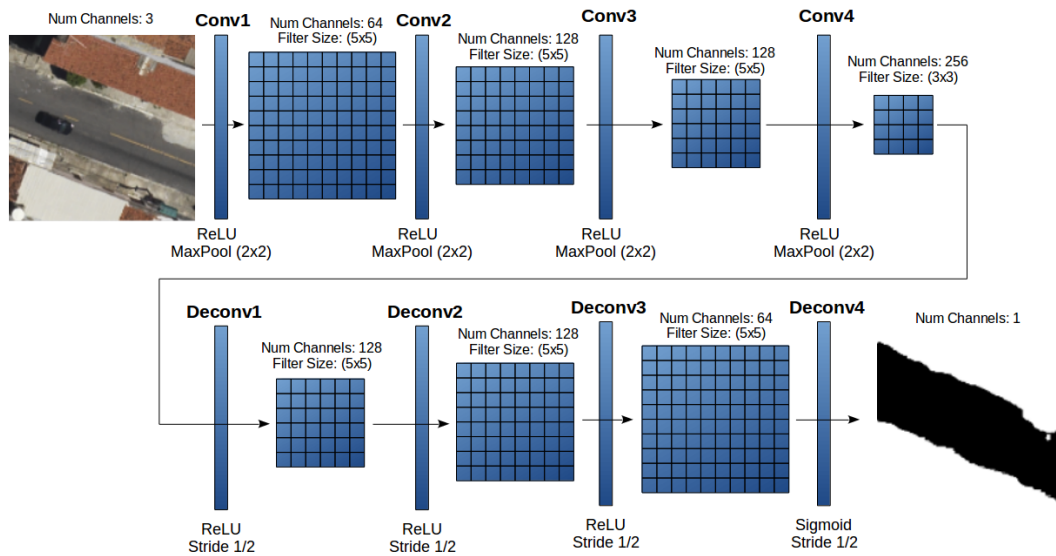 Num Channels: 3
Conv1
Num Channels: 64
Filter Size: (5x5)
Conv2
Num Channels: 128
Filter Size: (5x5)
Conv3
Num Channels: 128
Filter Size: (5x5)
Conv4
Num Channels: 256
Filter Size: (3x3)
ReLU
MaxPool (2x2)
ReLU
MaxPool (2x2)
ReLU
MaxPool (2x2)
ReLU
MaxPool (2x2)
Deconv1
Num Channels: 128
Filter Size: (5x5)
Deconv2
Num Channels: 128
Filter Size: (5x5)
Deconv3
Num Channels: 64
Filter Size: (5x5)
Deconv4
Num Channels: 1
ReLU
Stride 1/2
ReLU
Stride 1/2
ReLU
Stride 1/2
Sigmoid
Stride 1/2